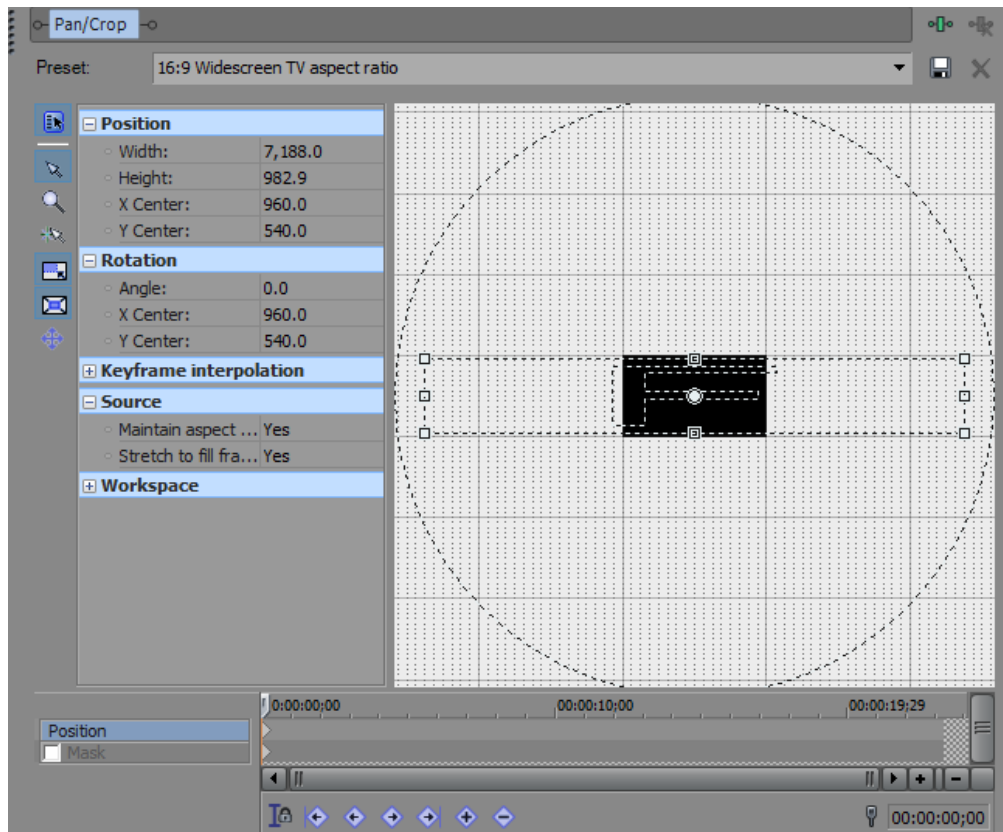 Pan/Crop
Preset: 16:9 Widescreen TV aspect ratio
Position
Width: 7,188.0
Height: 982.9
X Center: 960.0
Y Center: 540.0
Rotation
Angle: 0.0
X Center: 960.0
Y Center: 540.0
Keyframe interpolation
Source
Maintain aspect ... Yes
Stretch to fill fra... Yes
Workspace
0:00:00;00 00:00:10;00 00:00:19;29
Position
Mask
00:00:00;00